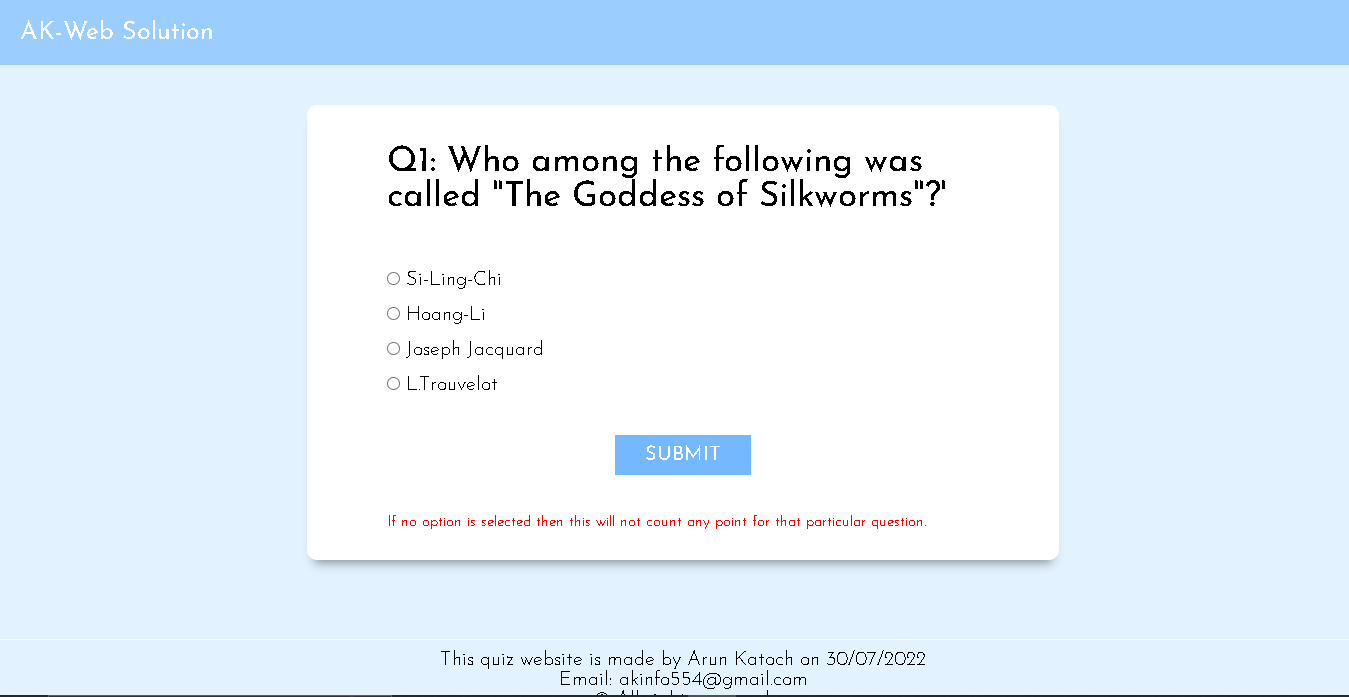 AK-Web Solution
Q1: Who among the following was
called "The Goddess of Silkworms"?'
Si-Ling-Chi
Hoang-Li
Joseph Jacquard
L.Trauvelot
SUBMIT
If no option is selected then this will not count any point for that particular question.
This quiz website is made by Arun Katoch on 30/07/2022
Email: akinfo554@gmail.com